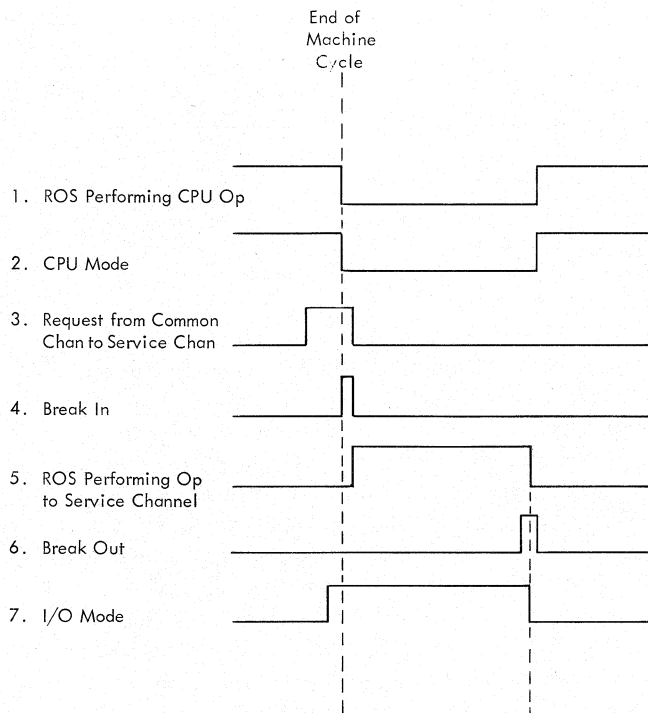 End of
Machine
Cycle
1. ROS Performing CPU Op
2. CPU Mode
3. Request from Common
Chan to Service Chan
4. Break In
5. ROS Performing Op
to Service Channel
6. Break Out
7. I/O Mode